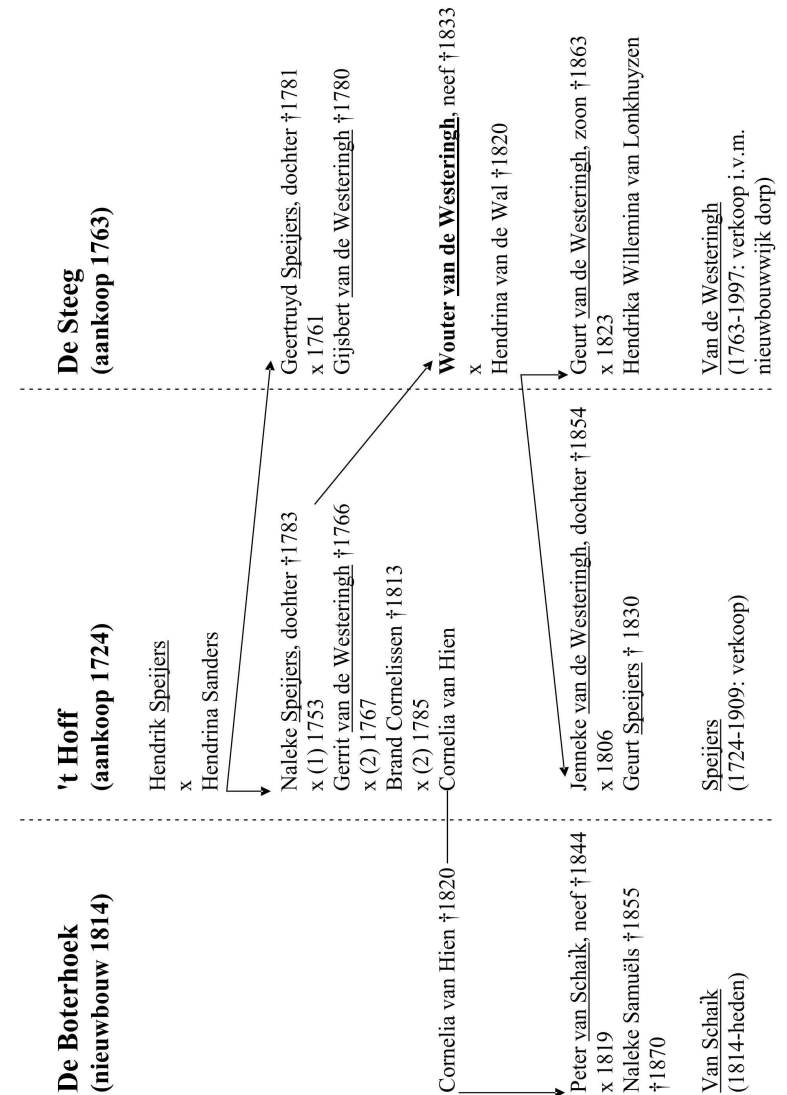 De Boterhoek
(nieuwbouw 1814)
Cornelia van Hien †1820
Peter van Schaik, neef †1844
x 1819
Naleke Samuëls †1855
†1870
Van Schaik
(1814-heden)
't Hoff
(aankoop 1724)
Hendrik Speijers
x
Hendrina Sanders
Naleke Speijers, dochter †1783
x (1) 1753
Gerrit van de Westeringh †1766
x (2) 1767
Brand Cornelissen †1813
x (2) 1785
Cornelia van Hien
Jenneke van de Westeringh, dochter †1854
x 1806
Geurt Speijers † 1830
Speijers
(1724-1909: verkoop)
De Steeg
(aankoop 1763)
Geertruyd Speijers, dochter †1781
x 1761
Gijsbert van de Westeringh †1780
Wouter van de Westeringh, neef †1833
x
Hendrina van de Wal †1820
Geurt van de Westeringh, zoon †1863
x 1823
Hendrika Willemina van Lonkhuyzen
Van de Westeringh
(1763-1997: verkoop i.v.m.
nieuwbouwwijk dorp)